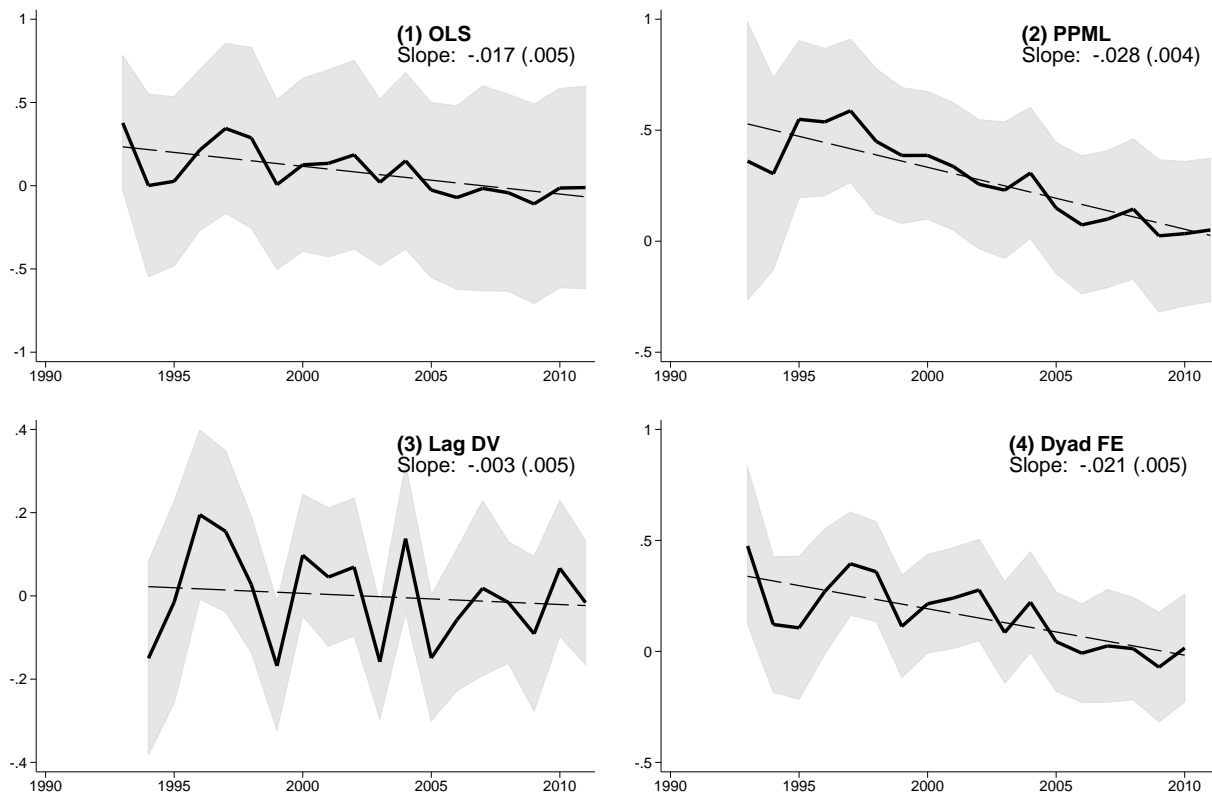 1
.5
0
-.5
-1
1990 1995 2000 2005 2010
(1) OLS
Slope: -.017 (.005)
1
.5
0
-.5
1990 1995 2000 2005 2010
(2) PPML
Slope: -.028 (.004)
.4
.2
0
-.2
-.4
1990 1995 2000 2005 2010
(3) Lag DV
Slope: -.003 (.005)
1
.5
0
-.5
1990 1995 2000 2005 2010
(4) Dyad FE
Slope: -.021 (.005)